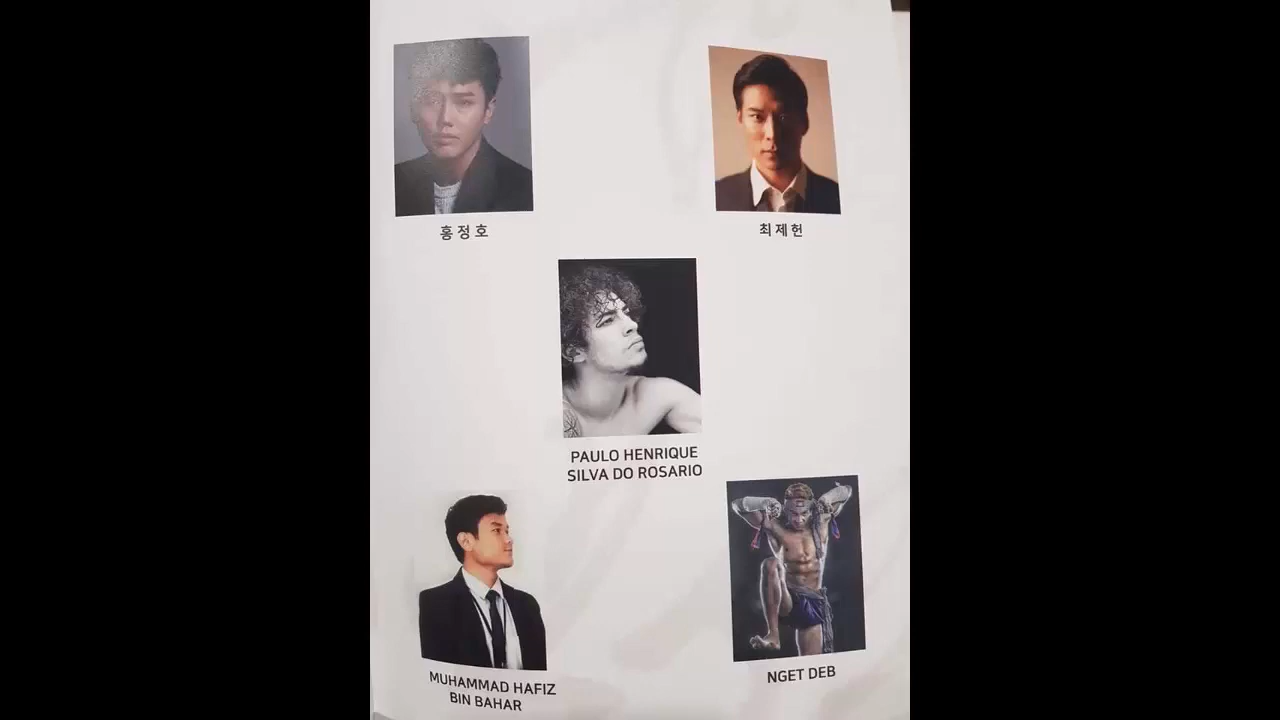 홍 정 호
최 제 헌
PAULO HENRIQUE
SILVA DO ROSARIO
MUHAMMAD HAFIZ
BIN BAHAR
NGET DEB